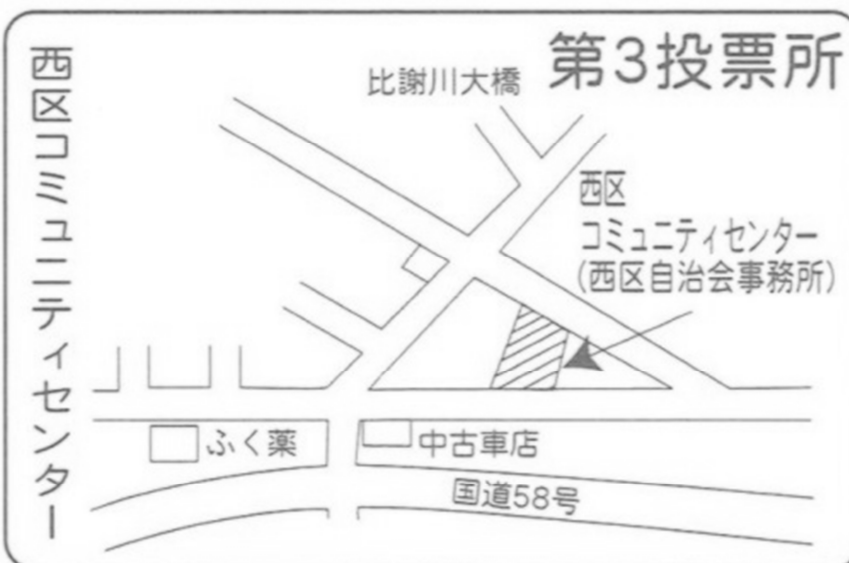 第3投票所
西区コミュニティセンター
比謝川大橋
西区
コミュニティセンター
(西区自治会事務所)
ふく薬
中古車店
国道58号